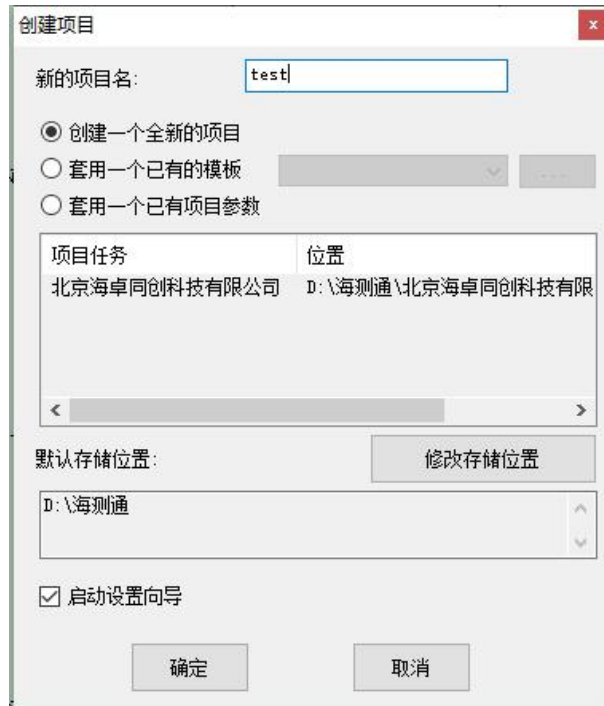 创建项目
新的项目名: test
创建一个全新的项目
套用一个已有的模板 ...
套用一个已有项目参数
项目任务 位置
北京海卓同创科技有限公司 D:\海测通\北京海卓同创科技有限
默认存储位置: 修改存储位置
D:\海测通
启动设置向导
确定 取消